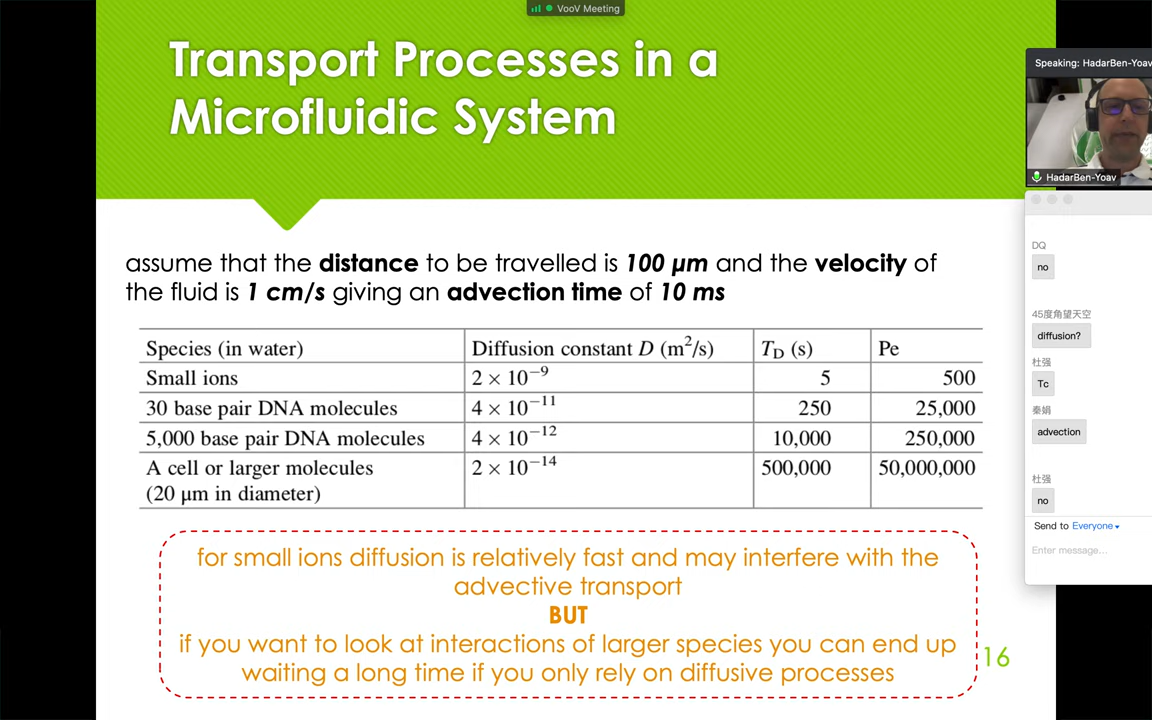 VooV Meeting
Transport Processes in a
Microfluidic System
assume that the distance to be travelled is 100 µm and the velocity of
the fluid is 1 cm/s giving an advection time of 10 ms
Species (in water) Diffusion constant D (m²/s) T_D (s) Pe
Small ions 2 × 10⁻⁹ 5 500
30 base pair DNA molecules 4 × 10⁻¹¹ 250 25,000
5,000 base pair DNA molecules 4 × 10⁻¹² 10,000 250,000
A cell or larger molecules 2 × 10⁻¹⁴ 500,000 50,000,000
(20 µm in diameter)
for small ions diffusion is relatively fast and may interfere with the
advective transport
BUT
if you want to look at interactions of larger species you can end up
waiting a long time if you only rely on diffusive processes
16
Speaking: HadarBen-Yoav
HadarBen-Yoav
DQ
no
45度角望天空
diffusion?
杜强
Tc
秦娟
advection
杜强
no
Send to Everyone
Enter message...